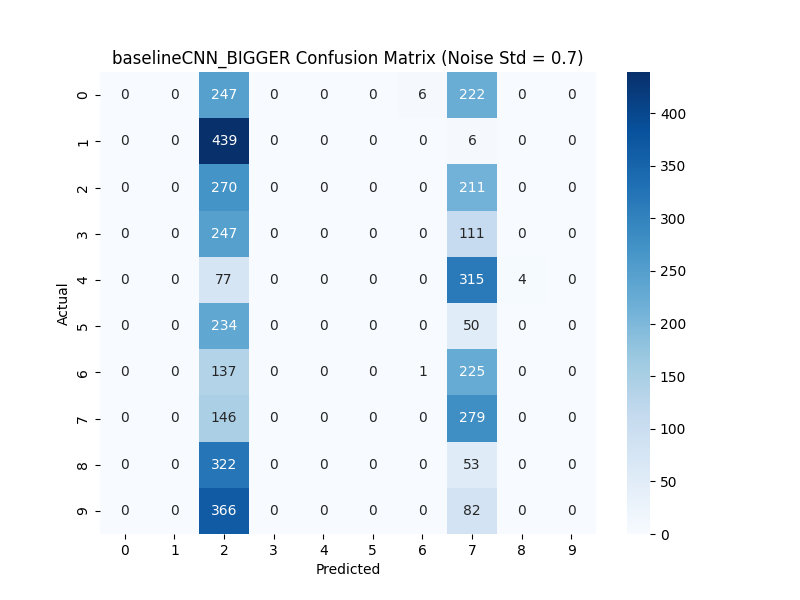 baselineCNN_BIGGER Confusion Matrix (Noise Std = 0.7)
0 0 0 247 0 0 0 6 222 0 0
1 0 0 439 0 0 0 0 6 0 0
2 0 0 270 0 0 0 0 211 0 0
3 0 0 247 0 0 0 0 111 0 0
4 0 0 77 0 0 0 0 315 4 0
5 0 0 234 0 0 0 0 50 0 0
6 0 0 137 0 0 0 1 225 0 0
7 0 0 146 0 0 0 0 279 0 0
8 0 0 322 0 0 0 0 53 0 0
9 0 0 366 0 0 0 0 82 0 0
Actual
0 1 2 3 4 5 6 7 8 9
Predicted
400
350
300
250
200
150
100
50
0